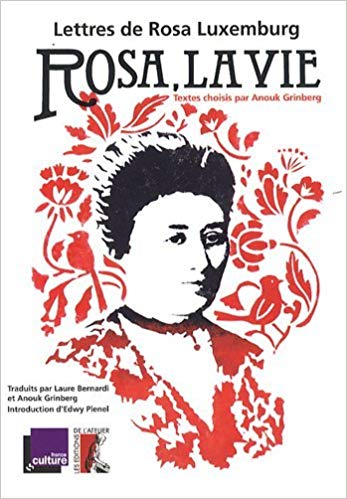 Lettres de Rosa Luxemburg
ROSA, LA VIE
Textes choisis par Anouk Grinberg
Traduits par Laure Bernardi
et Anouk Grinberg
Introduction d'Edwy Plenel
france
culture
LES EDITIONS
DE L'ATELIER